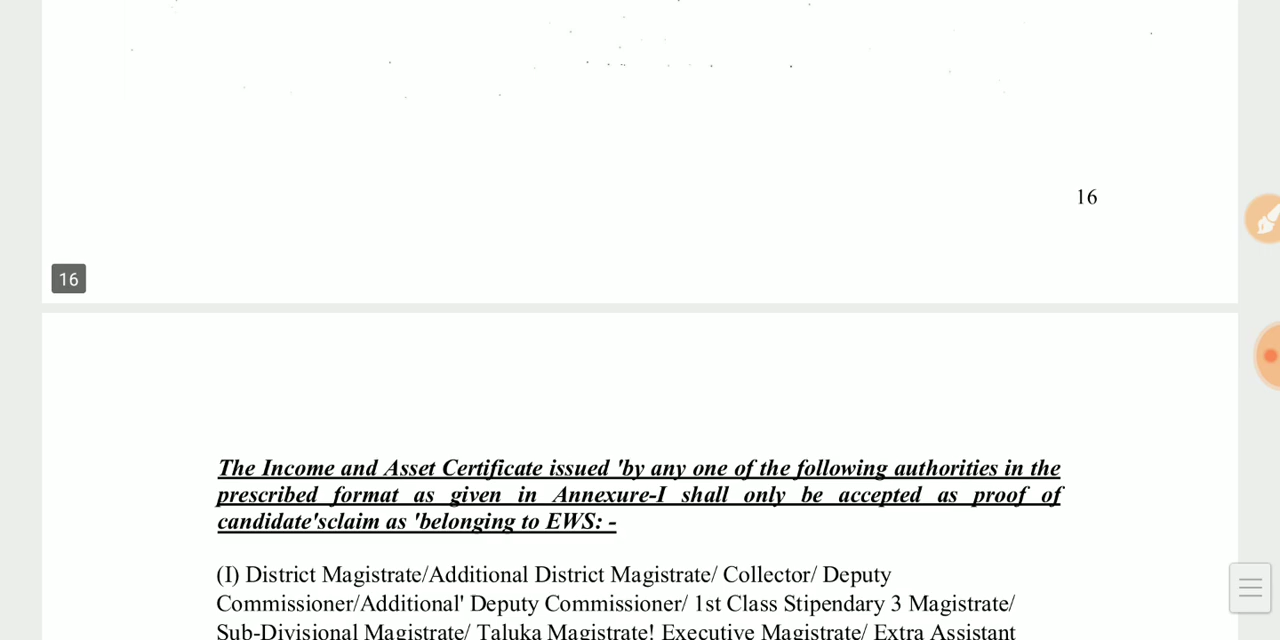 16
16
The Income and Asset Certificate issued 'by any one of the following authorities in the
prescribed format as given in Annexure-I shall only be accepted as proof of
candidate'sclaim as 'belonging to EWS: -
(I) District Magistrate/Additional District Magistrate/ Collector/ Deputy
Commissioner/Additional' Deputy Commissioner/ 1st Class Stipendary 3 Magistrate/
Sub-Divisional Magistrate/ Taluka Magistrate! Executive Magistrate/ Extra Assistant